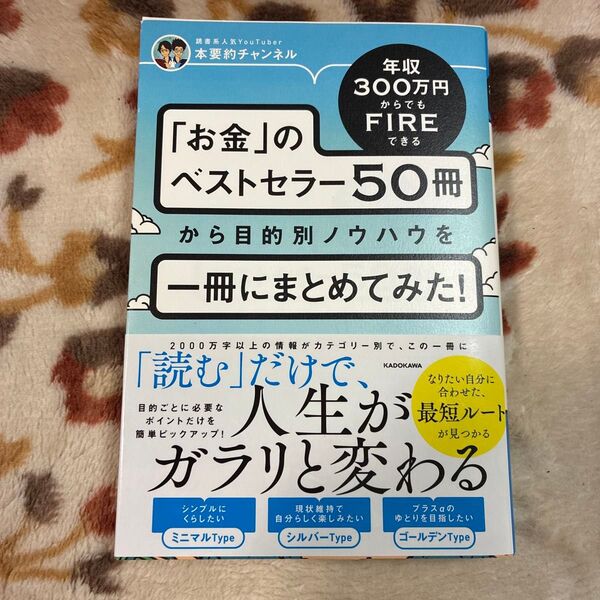 読書系人気YouTuber
本要約チャンネル
年収
300万円
からでも
FIRE
できる
「お金」の
ベストセラー50冊
から目的別ノウハウを
一冊にまとめてみた!
2000万字以上の情報がカテゴリー別で、この一冊に
KADOKAWA
「読む」だけで、
人生が
ガラリと変わる
目的ごとに必要な
ポイントだけを
簡単ピックアップ!
なりたい自分に
合わせた、
最短ルート
が見つかる
シンプルに
くらしたい
ミニマルType
現状維持で
自分らしく楽しみたい
シルバーType
プラスαの
ゆとりを目指したい
ゴールデンType